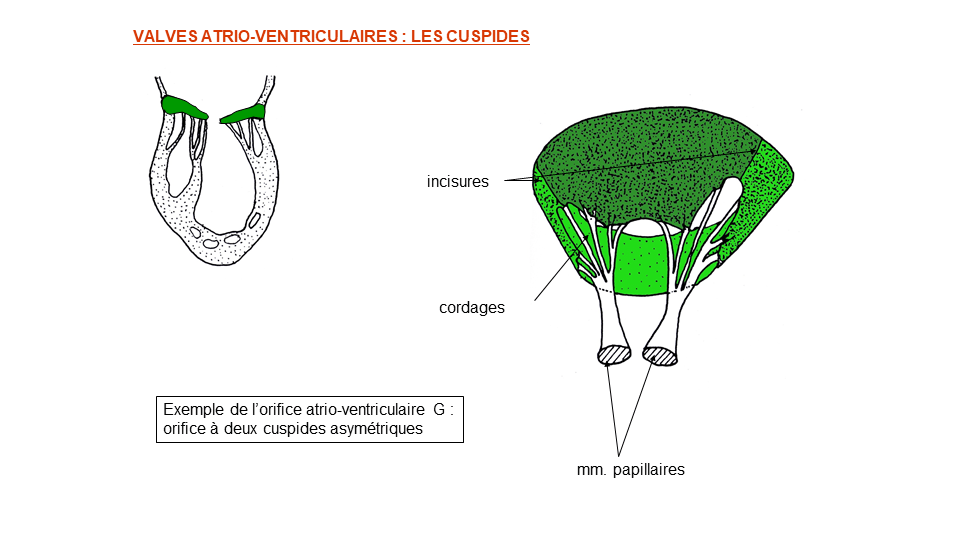 VALVES ATRIO-VENTRICULAIRES : LES CUSPIDES
incisures
cordages
Exemple de l’orifice atrio-ventriculaire G :
orifice à deux cuspides asymétriques
mm. papillaires